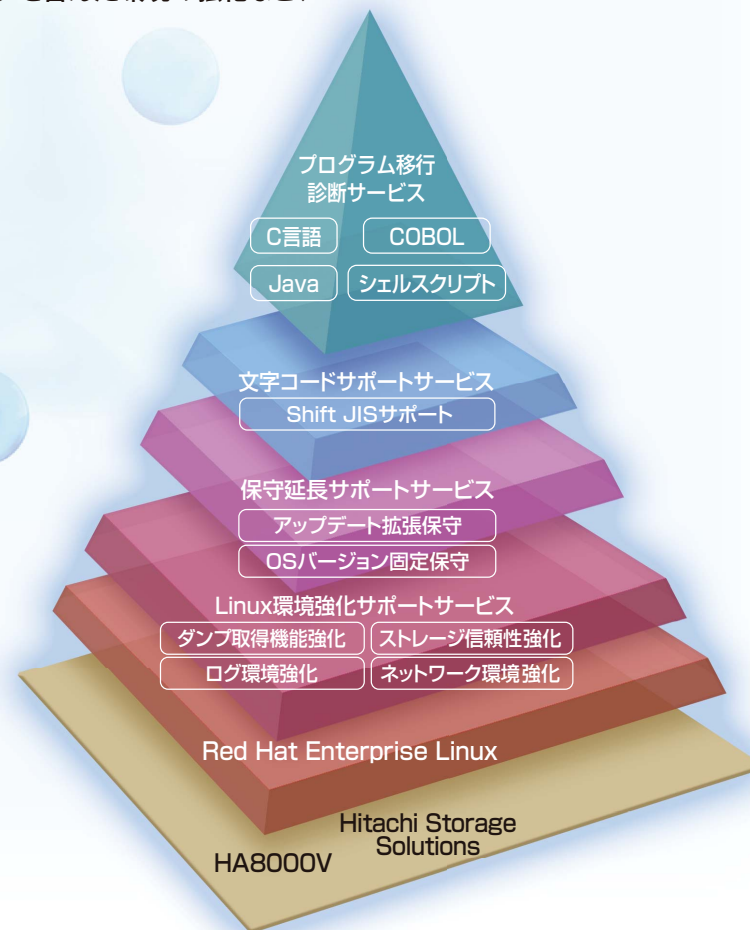 プログラム移行
診断サービス
C言語
COBOL
Java
シェルスクリプト
文字コードサポートサービス
Shift JISサポート
保守延長サポートサービス
アップデート拡張保守
OSバージョン固定保守
Linux環境強化サポートサービス
ダンプ取得機能強化
ストレージ信頼性強化
ログ環境強化
ネットワーク環境強化
Red Hat Enterprise Linux
Hitachi Storage
Solutions
HA8000V